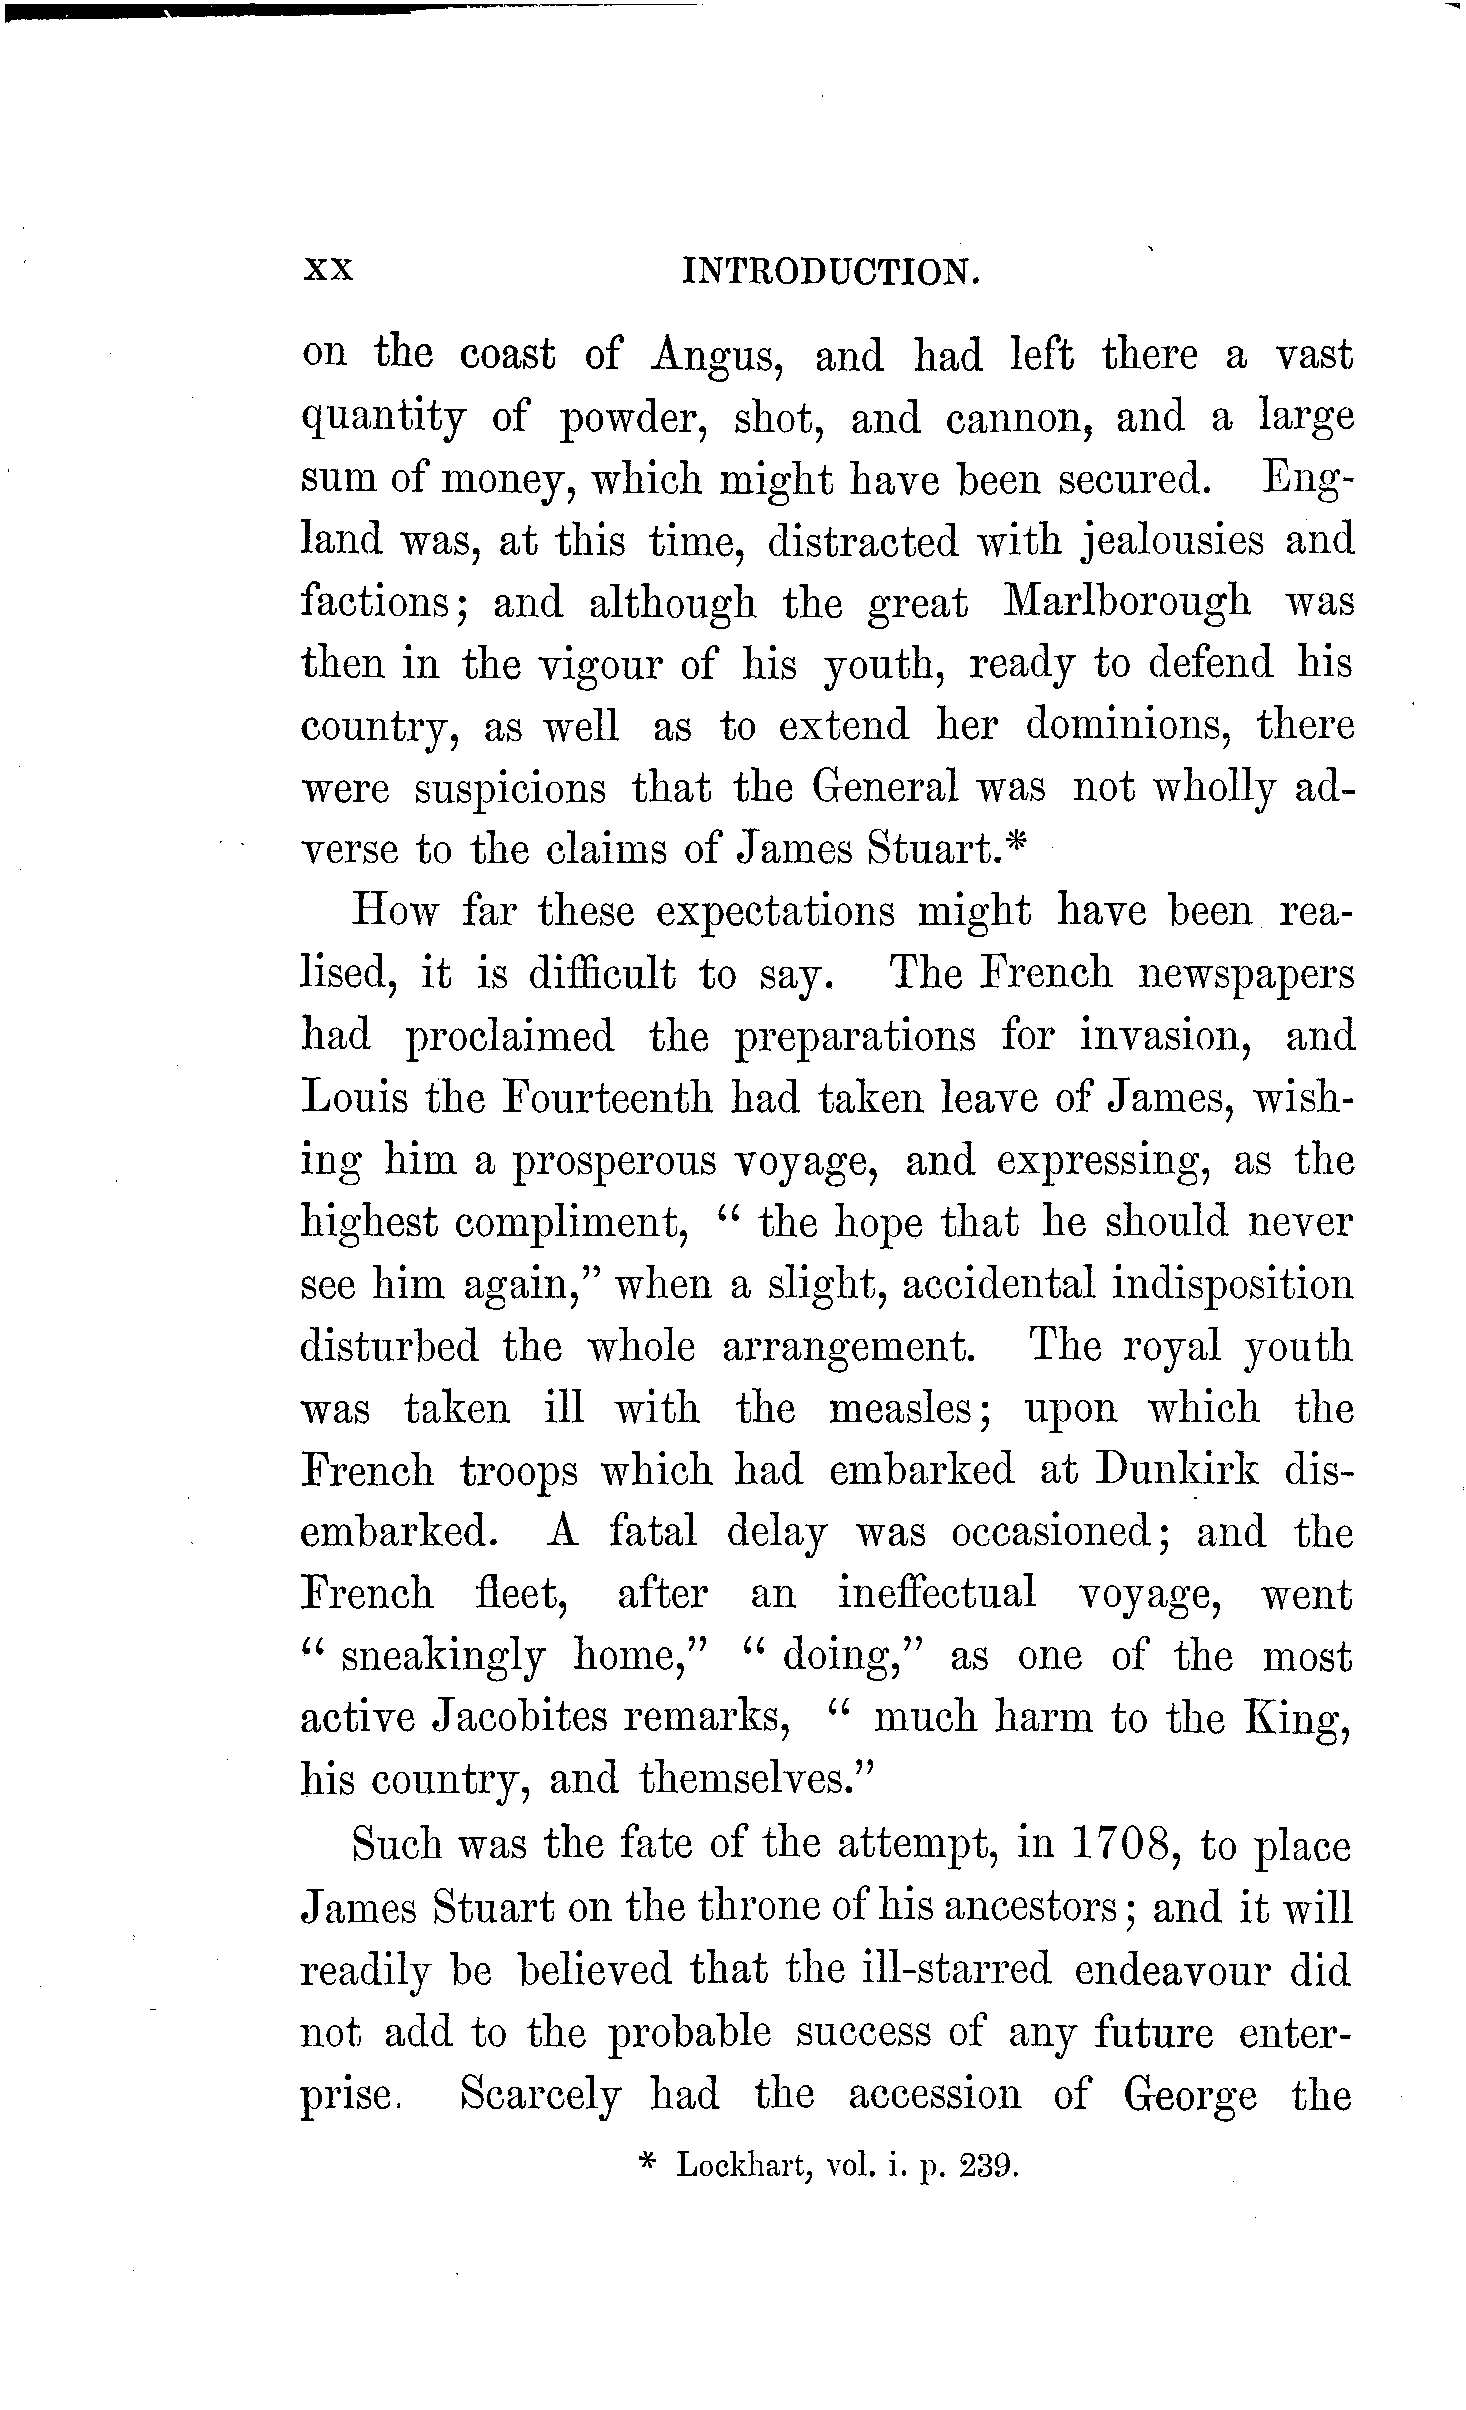 xx INTRODUCTION.
on the coast of Angus, and had left there a vast
quantity of powder, shot, and cannon, and a large
sum of money, which might have been secured. Eng-
land was, at this time, distracted with jealousies and
factions; and although the great Marlborough was
then in the vigour of his youth, ready to defend his
country, as well as to extend her dominions, there
were suspicions that the General was not wholly ad-
verse to the claims of James Stuart.*
How far these expectations might have been rea-
lised, it is difficult to say. The French newspapers
had proclaimed the preparations for invasion, and
Louis the Fourteenth had taken leave of James, wish-
ing him a prosperous voyage, and expressing, as the
highest compliment, “ the hope that he should never
see him again,” when a slight, accidental indisposition
disturbed the whole arrangement. The royal youth
was taken ill with the measles; upon which the
French troops which had embarked at Dunkirk dis-
embarked. A fatal delay was occasioned; and the
French fleet, after an ineffectual voyage, went
“ sneakingly home,” “ doing,” as one of the most
active Jacobites remarks, “ much harm to the King,
his country, and themselves.”
Such was the fate of the attempt, in 1708, to place
James Stuart on the throne of his ancestors; and it will
readily be believed that the ill-starred endeavour did
not add to the probable success of any future enter-
prise. Scarcely had the accession of George the
* Lockhart, vol. i. p. 239.